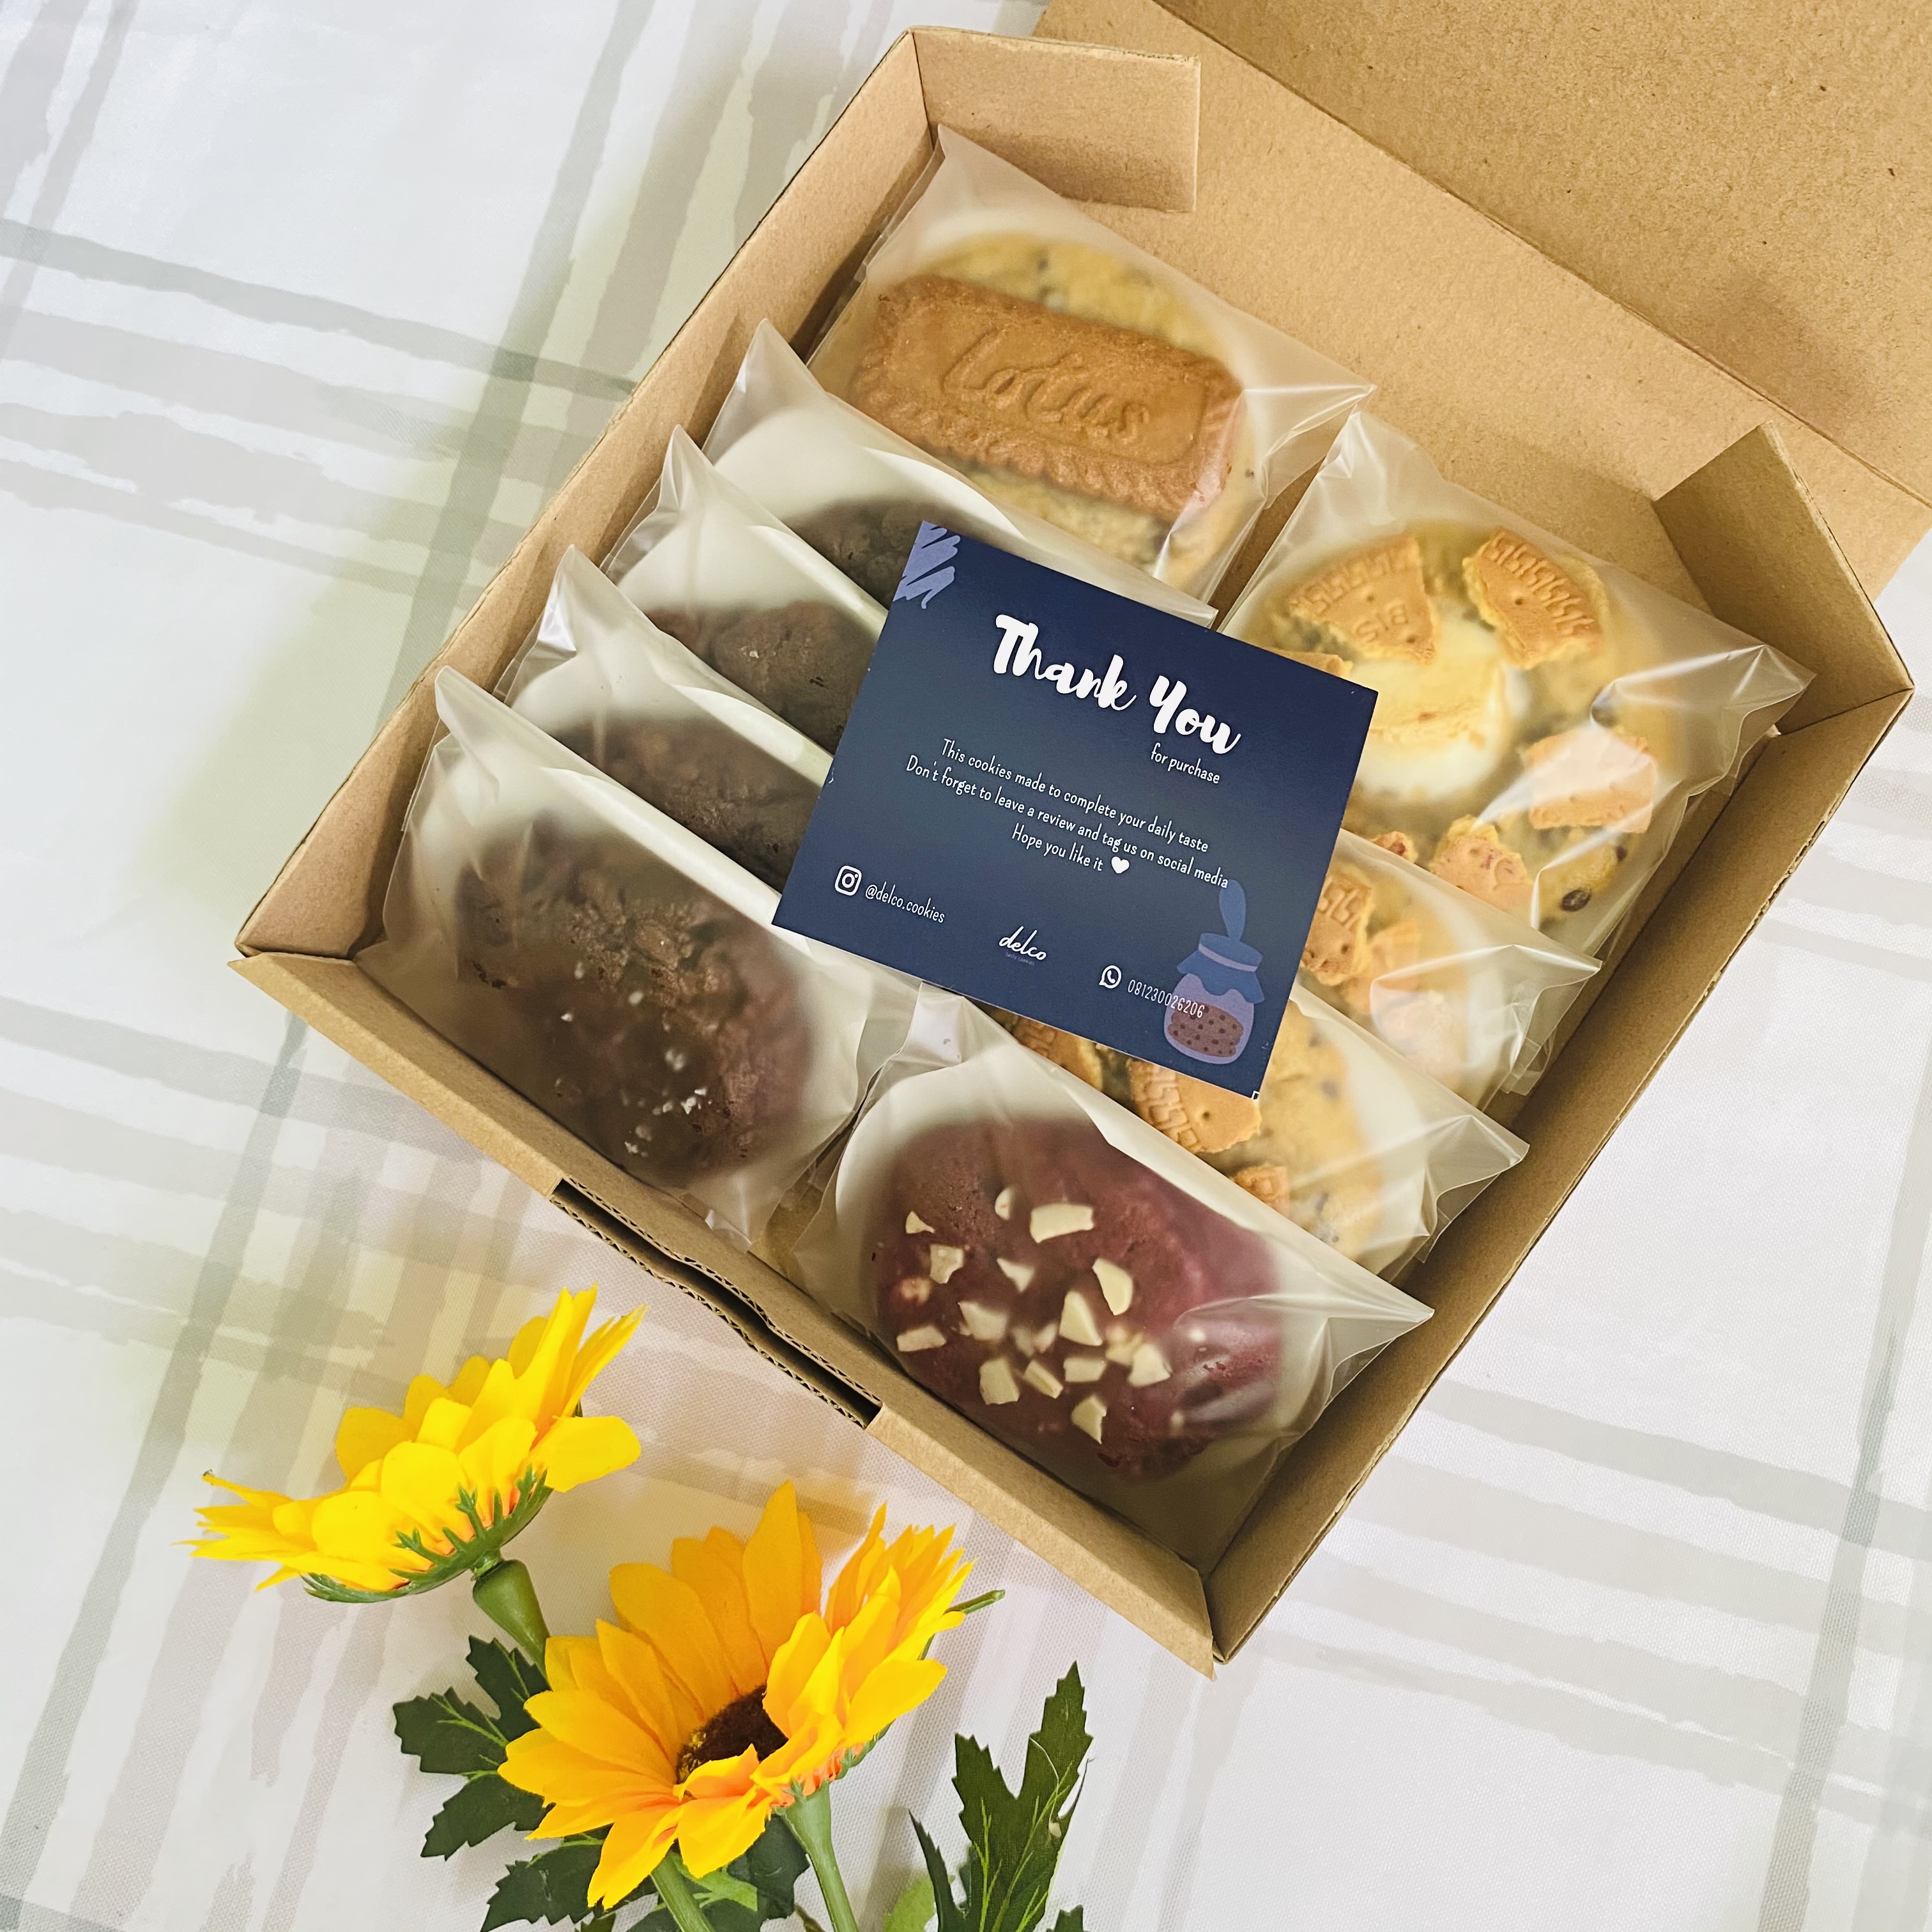 Lotus
BIS
Thank You
for purchase
This cookies made to complete your daily taste
Don't forget to leave a review and tag us on social media
Hope you like it
@delco.cookies
delco
081230026206